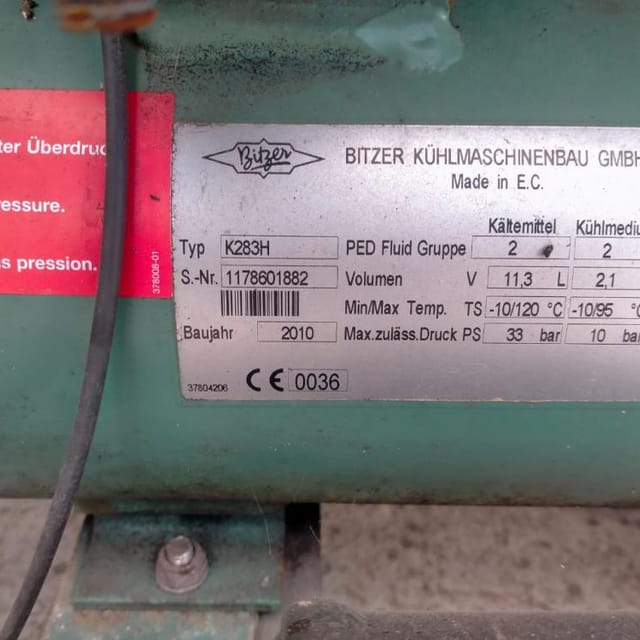 ter Überdruc
ressure.
as pression.
378008-01
Bitzer
BITZER KÜHLMASCHINENBAU GMBH
Made in E.C.
Kältemittel Kühlmediu
Typ K283H PED Fluid Gruppe 2 2
S.-Nr. 1178601882 Volumen V 11,3 L 2,1
Min/Max Temp. TS -10/120 °C -10/95 °C
Baujahr 2010 Max.zuläss.Druck PS 33 bar 10 bar
37804206 CE 0036